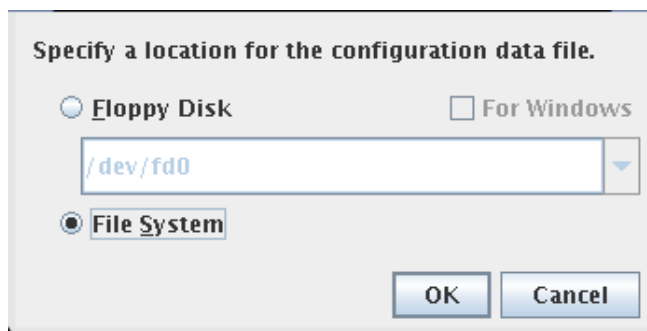 Specify a location for the configuration data file.
Floppy Disk For Windows
/dev/fd0
File System
OK Cancel